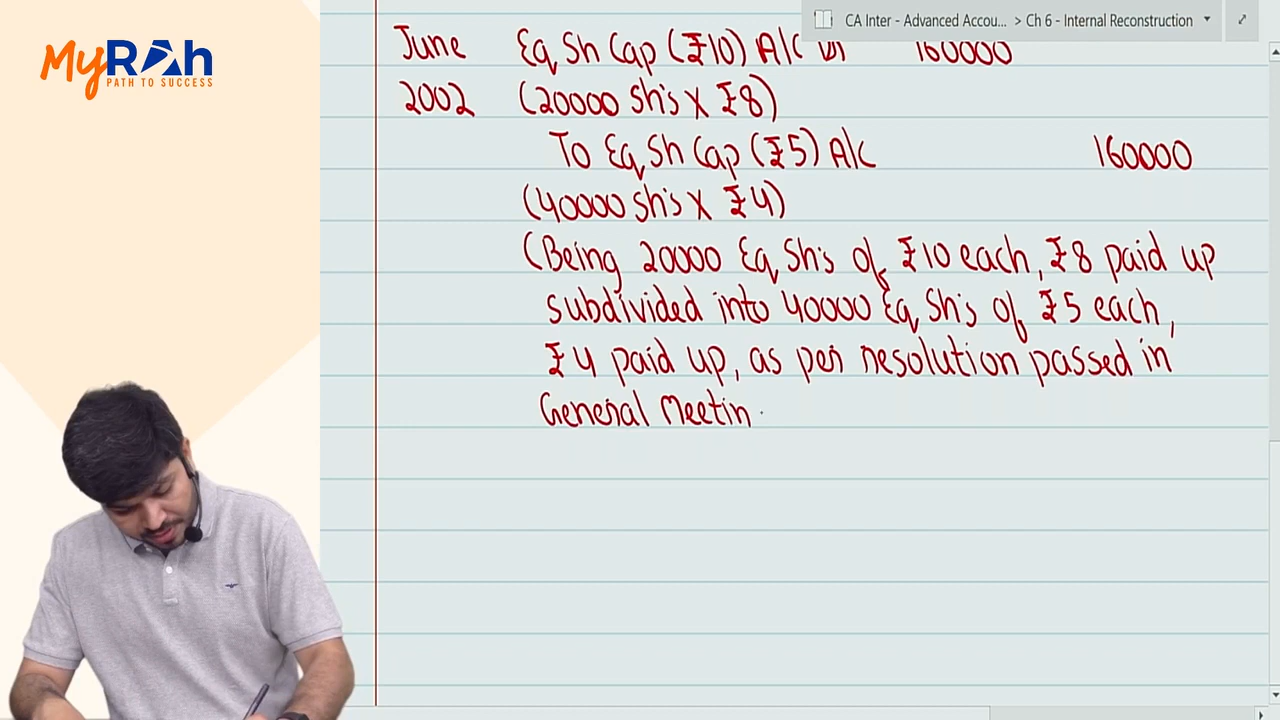 MyRAh
PATH TO SUCCESS
CA Inter - Advanced Accou... > Ch 6 - Internal Reconstruction
June Eq Sh Cap (₹10) A/c Dr 160000
2002 (20000 Sh's X ₹8)
To Eq Sh Cap (₹5) A/c 160000
(40000 Sh's X ₹4)
(Being 20000 Eq Sh's of ₹10 each, ₹8 paid up
subdivided into 40000 Eq Sh's of ₹5 each,
₹4 paid up, as per resolution passed in
General Meetin